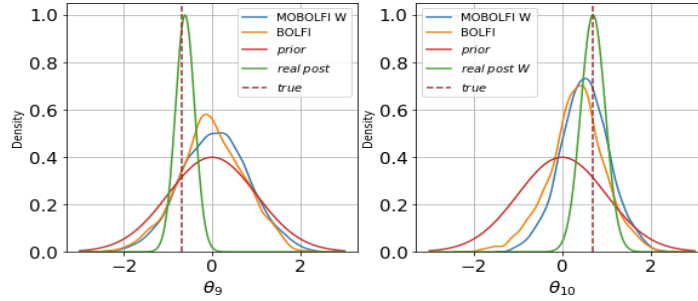 1.0
0.8
0.6
0.4
0.2
0.0
Density
MOBOLFI W
BOLFI
prior
real post
true
−2
0
2
θ9
1.0
0.8
0.6
0.4
0.2
0.0
Density
MOBOLFI W
BOLFI
prior
real post W
true
−2
0
2
θ10